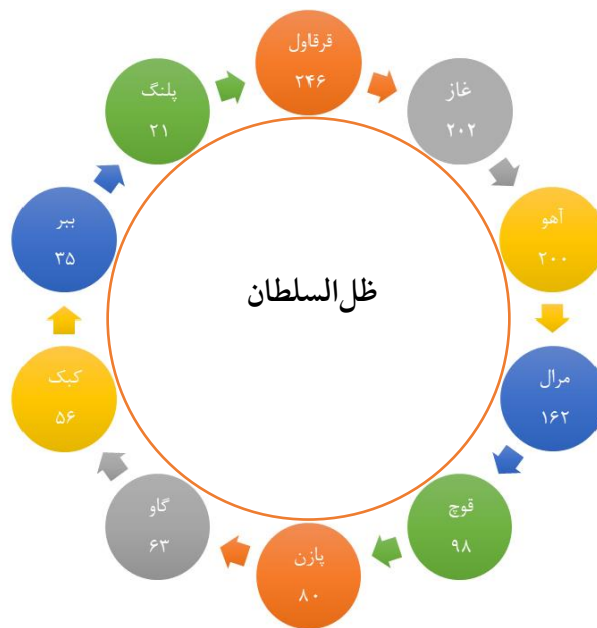 قرقاول
۲۴۶
غاز
۲۰۲
آهو
۲۰۰
مرال
۱۶۲
قوچ
۹۸
پازن
۸۰
گاو
۶۳
کبک
۵۶
ببر
۳۵
پلنگ
۲۱
ظل‌السلطان